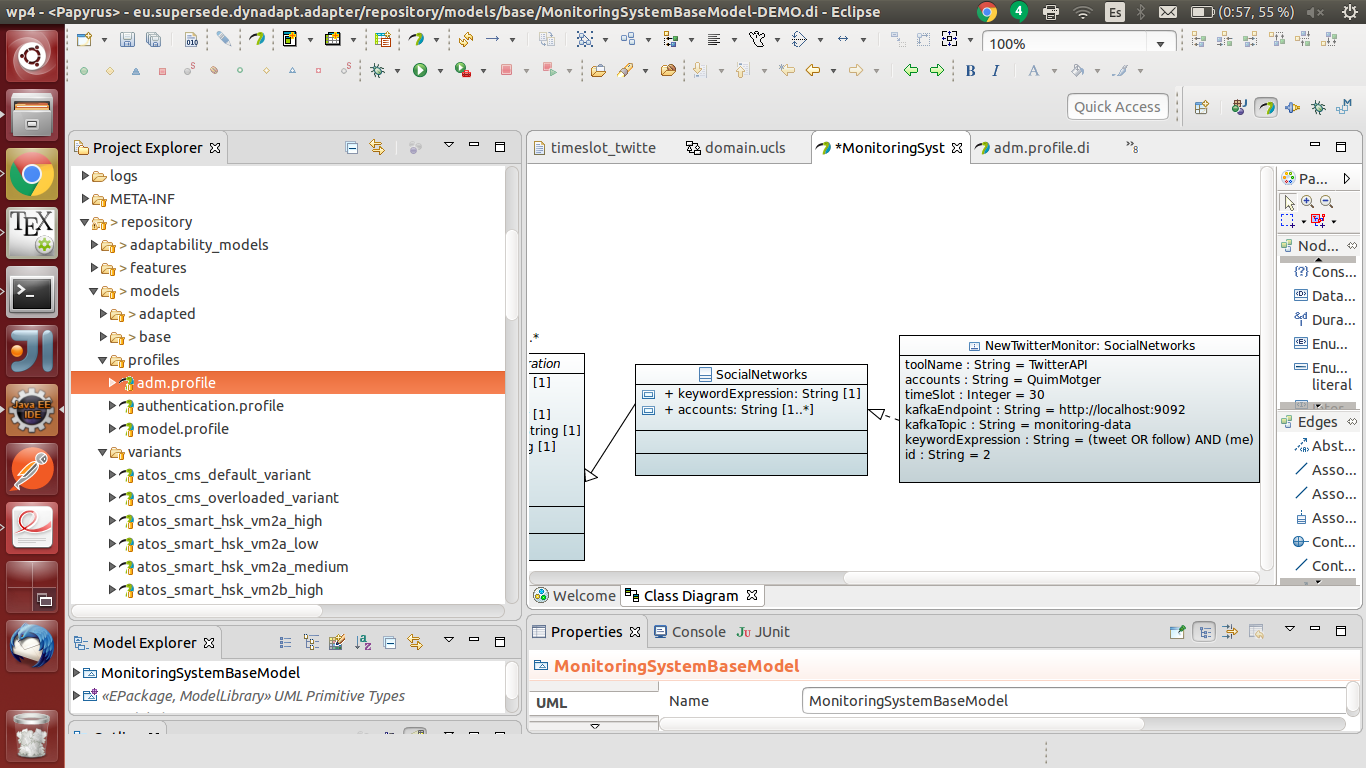 wp4 - <Papyrus> - eu.supersede.dynadapt.adapter/repository/models/base/MonitoringSystemBaseModel-DEMO.di - Eclipse
4
Es
(0:57, 55 %)
100%
010
B I A
Quick Access
Project Explorer
logs
META-INF
> repository
> adaptability_models
> features
> models
> adapted
> base
profiles
adm.profile
authentication.profile
model.profile
variants
atos_cms_default_variant
atos_cms_overloaded_variant
atos_smart_hsk_vm2a_high
atos_smart_hsk_vm2a_low
atos_smart_hsk_vm2a_medium
atos_smart_hsk_vm2b_high
Model Explorer
MonitoringSystemBaseModel
«EPackage, ModelLibrary» UML Primitive Types
timeslot_twitte
domain.ucls
*MonitoringSyst
adm.profile.di
»8
..*
ration
[1]
[1]
tring [1]
g [1]
SocialNetworks
+ keywordExpression: String [1]
+ accounts: String [1..*]
NewTwitterMonitor: SocialNetworks
toolName : String = TwitterAPI
accounts : String = QuimMotger
timeSlot : Integer = 30
kafkaEndpoint : String = http://localhost:9092
kafkaTopic : String = monitoring-data
keywordExpression : String = (tweet OR follow) AND (me)
id : String = 2
Pa...
Nod...
Cons...
Data...
Dura...
Enu...
Enu...
literal
Edges
Abst...
Asso...
Asso...
Asso...
Cont...
Cont...
Welcome
Class Diagram
Properties
Console
JUnit
MonitoringSystemBaseModel
UML
Name
MonitoringSystemBaseModel
TEX
Java EE
IDE